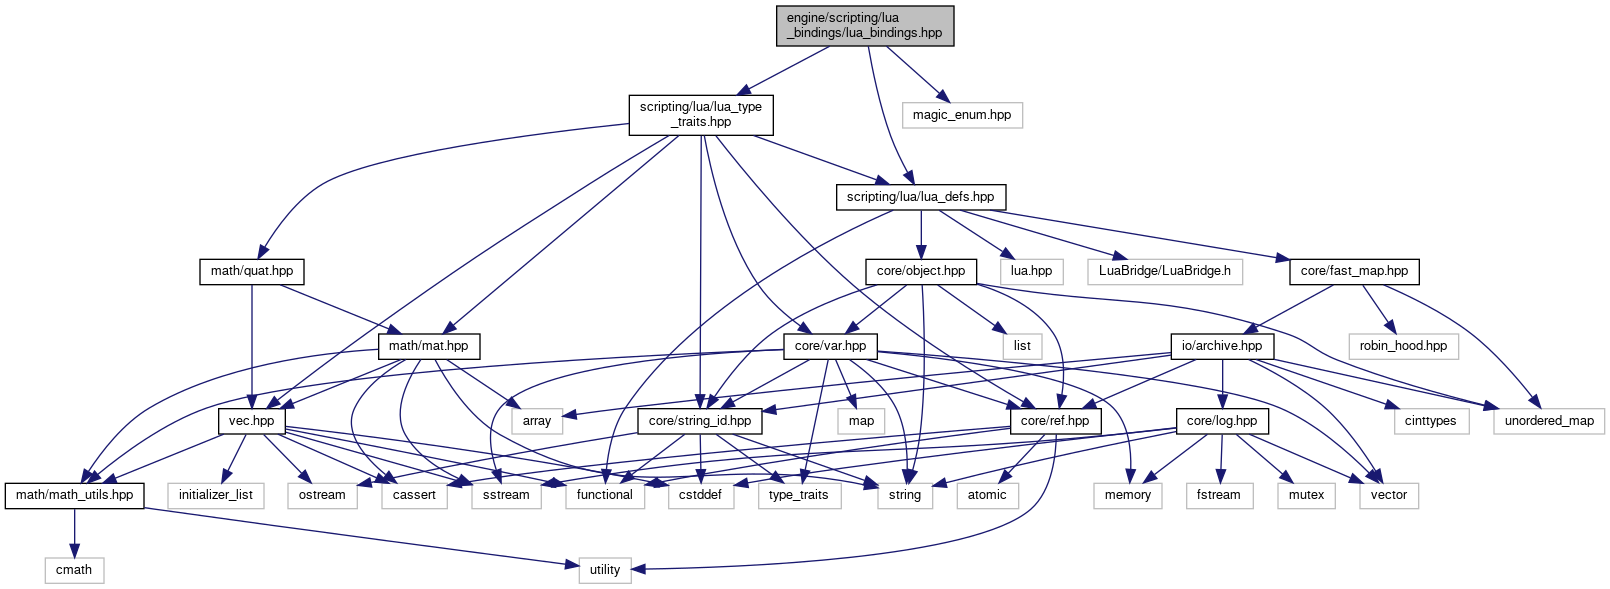 engine/scripting/lua
_bindings/lua_bindings.hpp
scripting/lua/lua_type
_traits.hpp
magic_enum.hpp
scripting/lua/lua_defs.hpp
math/quat.hpp
core/object.hpp
lua.hpp
LuaBridge/LuaBridge.h
core/fast_map.hpp
math/mat.hpp
core/var.hpp
list
io/archive.hpp
robin_hood.hpp
vec.hpp
array
core/string_id.hpp
map
core/ref.hpp
core/log.hpp
cinttypes
unordered_map
math/math_utils.hpp
initializer_list
ostream
cassert
sstream
functional
cstddef
type_traits
string
atomic
memory
fstream
mutex
vector
cmath
utility